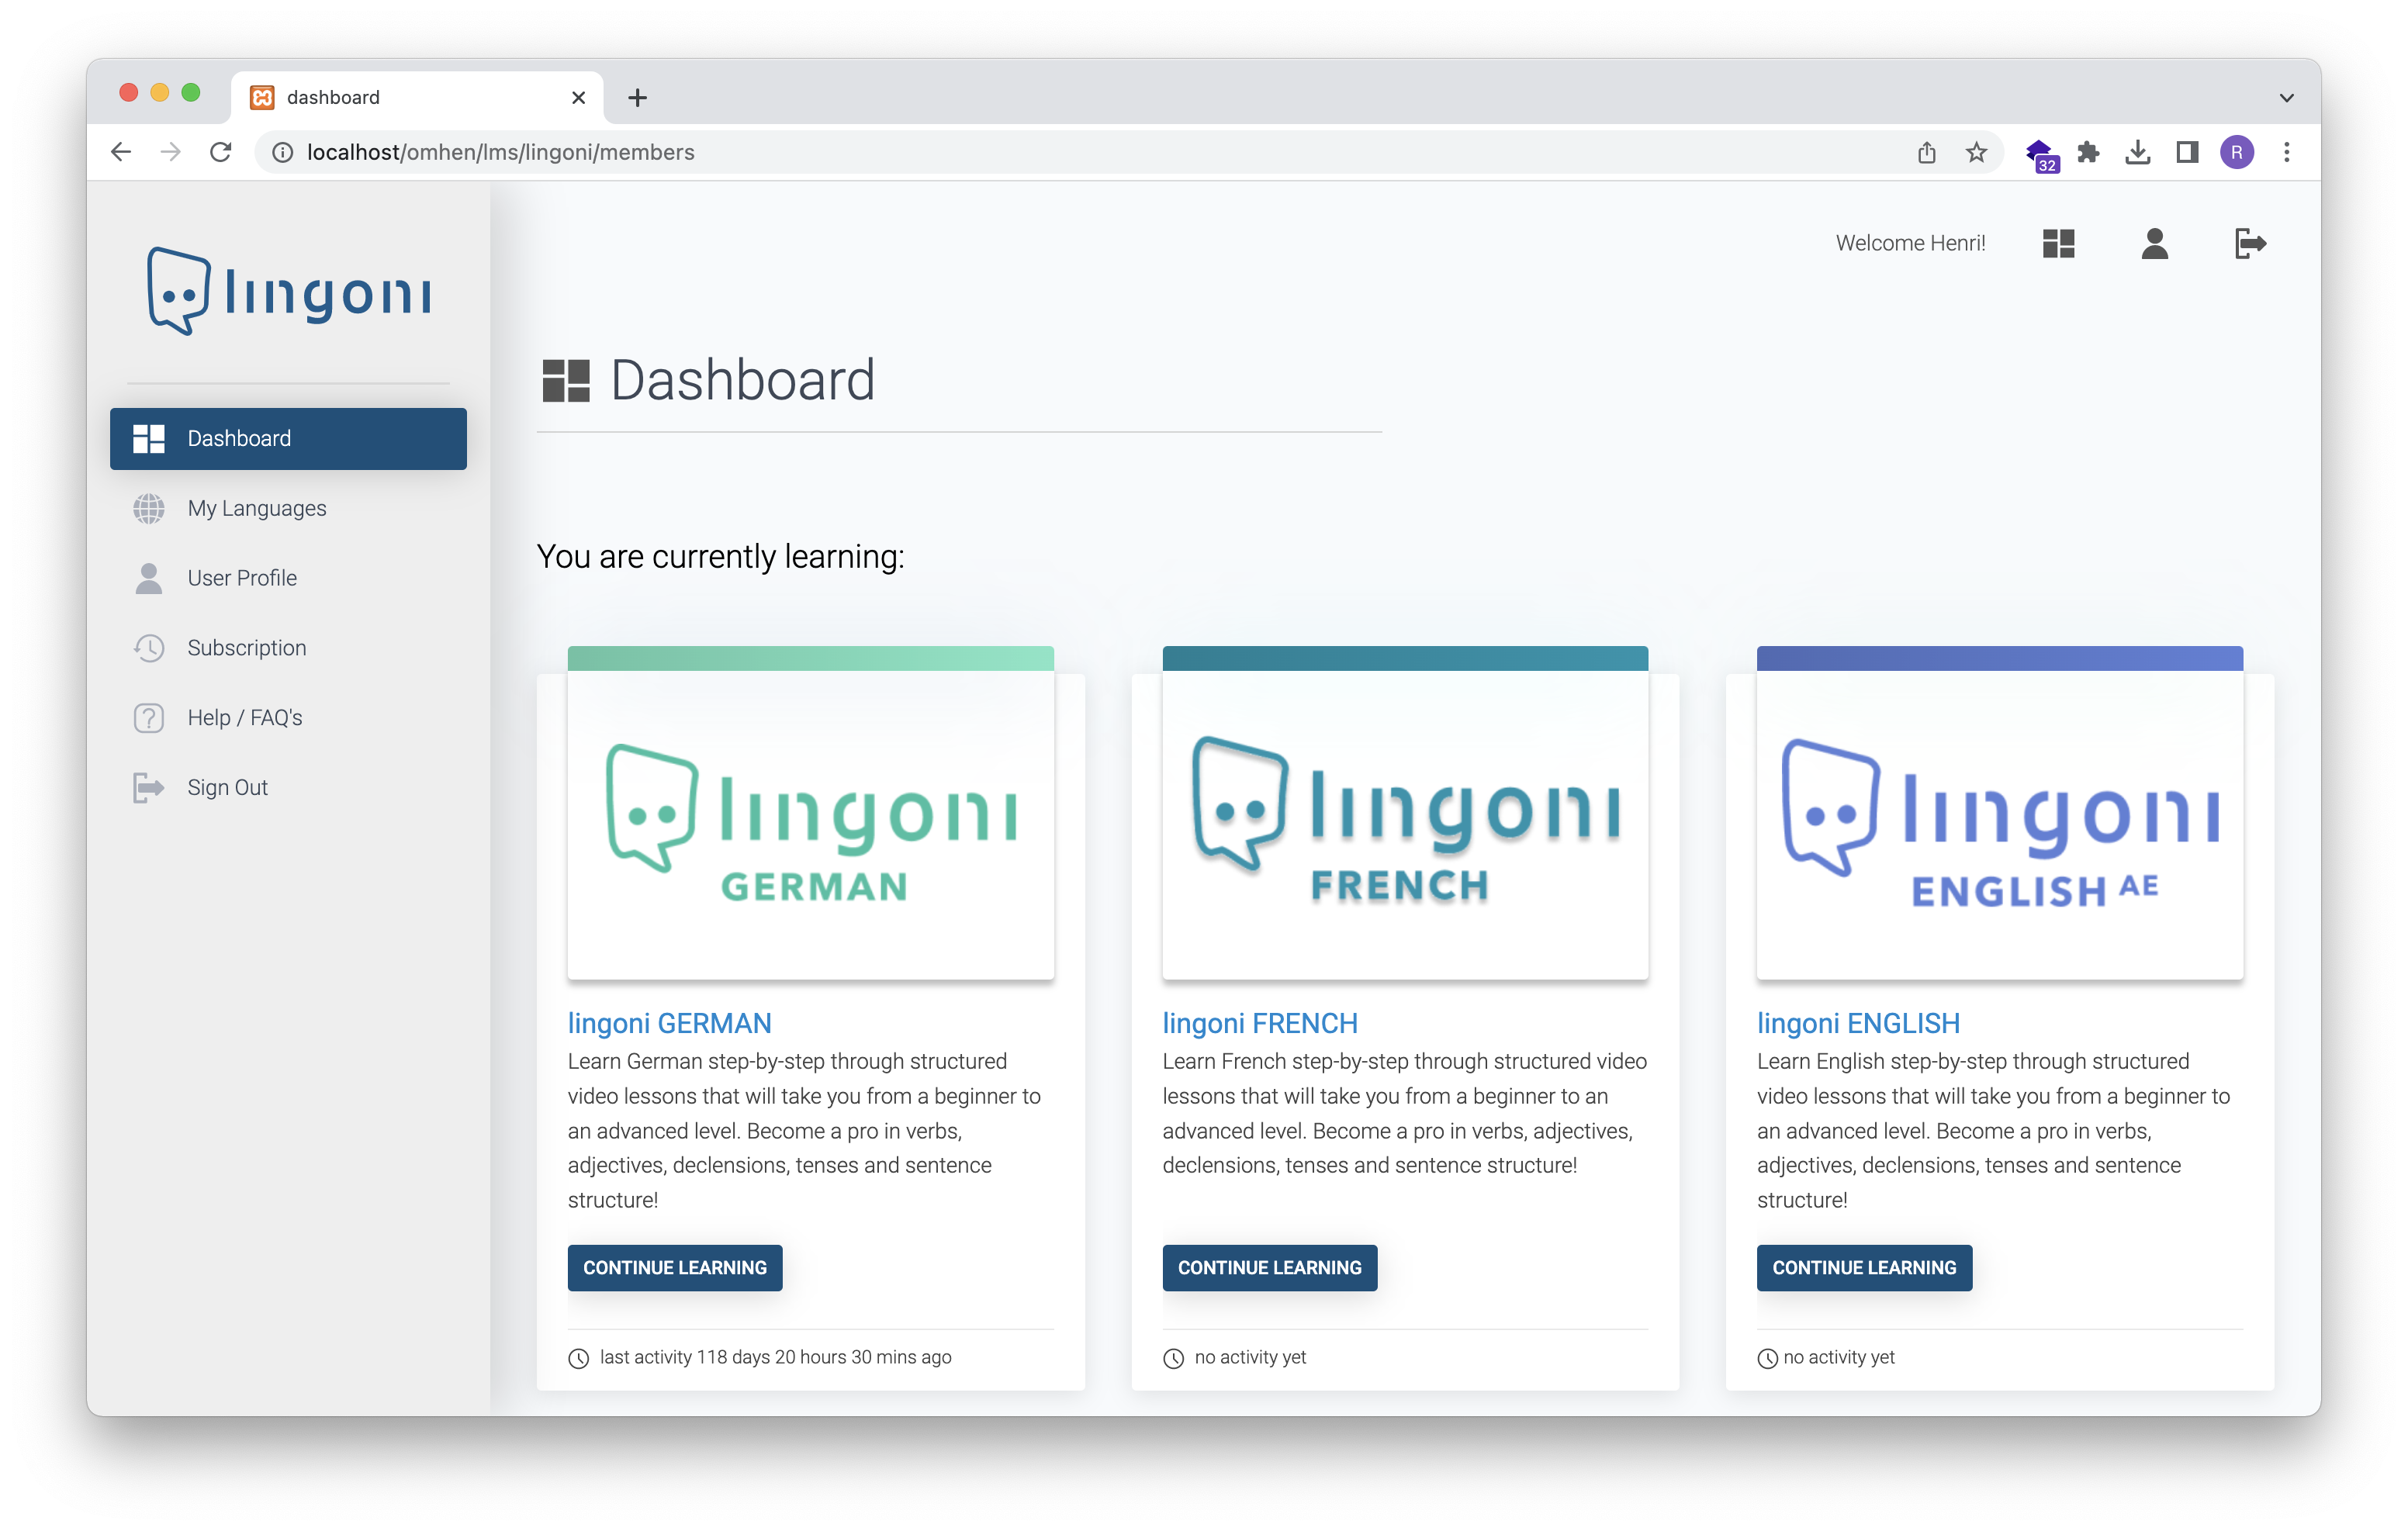 dashboard
localhost/omhen/lms/lingoni/members
32
R
lingoni
Dashboard
My Languages
User Profile
Subscription
Help / FAQ's
Sign Out
Welcome Henri!
Dashboard
You are currently learning:
lingoni
GERMAN
lingoni GERMAN
Learn German step-by-step through structured
video lessons that will take you from a beginner to
an advanced level. Become a pro in verbs,
adjectives, declensions, tenses and sentence
structure!
CONTINUE LEARNING
last activity 118 days 20 hours 30 mins ago
lingoni
FRENCH
lingoni FRENCH
Learn French step-by-step through structured video
lessons that will take you from a beginner to an
advanced level. Become a pro in verbs, adjectives,
declensions, tenses and sentence structure!
CONTINUE LEARNING
no activity yet
lingoni
ENGLISH AE
lingoni ENGLISH
Learn English step-by-step through structured
video lessons that will take you from a beginner to
an advanced level. Become a pro in verbs,
adjectives, declensions, tenses and sentence
structure!
CONTINUE LEARNING
no activity yet